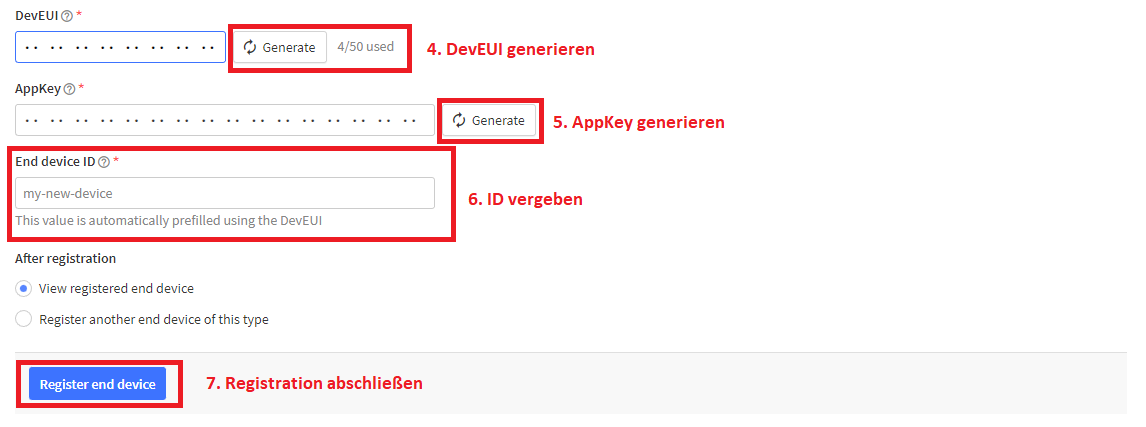 DevEUI *
Generate 4/50 used 4. DevEUI generieren
AppKey *
Generate 5. AppKey generieren
End device ID *
my-new-device 6. ID vergeben
This value is automatically prefilled using the DevEUI
After registration
View registered end device
Register another end device of this type
Register end device 7. Registration abschließen